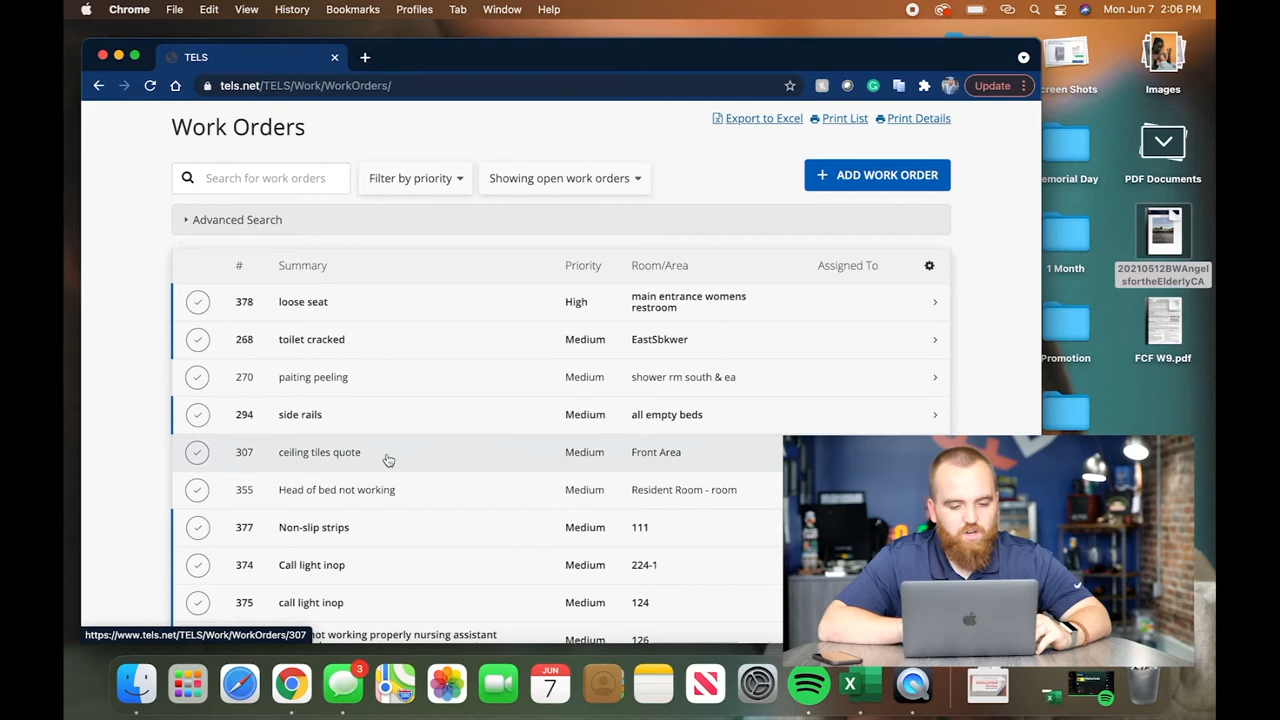 Chrome File Edit View History Bookmarks Profiles Tab Window Help Mon Jun 7 2:06 PM
TELS
tels.net/TELS/Work/WorkOrders/ Update
Work Orders Export to Excel Print List Print Details
Search for work orders Filter by priority Showing open work orders + ADD WORK ORDER
Advanced Search
# Summary Priority Room/Area Assigned To
378 loose seat High main entrance womens
restroom
268 toilet cracked Medium EastSbkwer
270 paiting peeling Medium shower rm south & ea
294 side rails Medium all empty beds
307 ceiling tiles quote Medium Front Area
355 Head of bed not working Medium Resident Room - room
377 Non-slip strips Medium 111
374 Call light inop Medium 224-1
375 call light inop Medium 124
not working properly nursing assistant Medium 126
https://www.tels.net/TELS/Work/WorkOrders/307
creen Shots
Images
emorial Day
PDF Documents
1 Month
20210512BWAngel
sfortheElderlyCA
Promotion
FCF W9.pdf
3
JUN
7